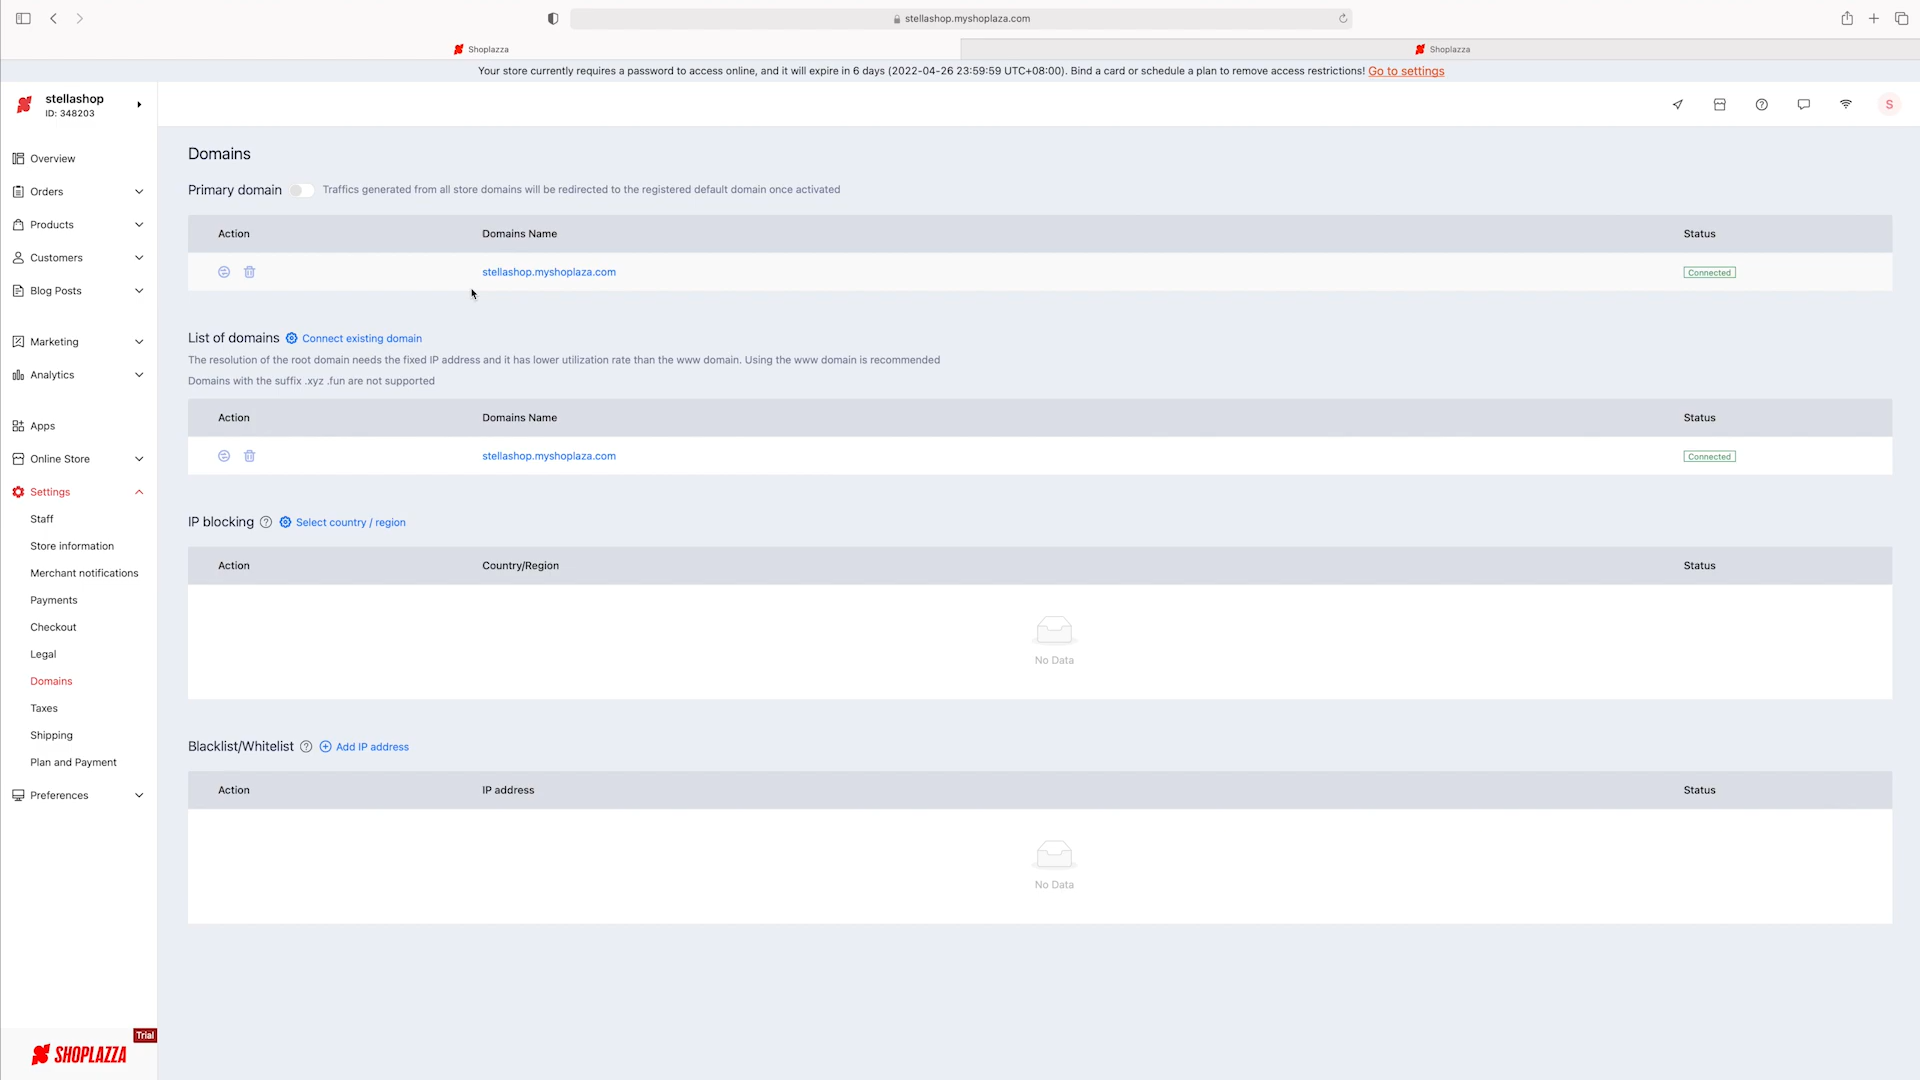 stellashop.myshoplaza.com
Shoplazza
Shoplazza
Your store currently requires a password to access online, and it will expire in 6 days (2022-04-26 23:59:59 UTC+08:00). Bind a card or schedule a plan to remove access restrictions! Go to settings
stellashop
ID: 348203
S
Overview
Orders
Products
Customers
Blog Posts
Marketing
Analytics
Apps
Online Store
Settings
Staff
Store information
Merchant notifications
Payments
Checkout
Legal
Domains
Taxes
Shipping
Plan and Payment
Preferences
Trial
SHOPLAZZA
Domains
Primary domain Traffics generated from all store domains will be redirected to the registered default domain once activated
Action Domains Name Status
stellashop.myshoplaza.com Connected
List of domains Connect existing domain
The resolution of the root domain needs the fixed IP address and it has lower utilization rate than the www domain. Using the www domain is recommended
Domains with the suffix .xyz .fun are not supported
Action Domains Name Status
stellashop.myshoplaza.com Connected
IP blocking ? Select country / region
Action Country/Region Status
No Data
Blacklist/Whitelist ? Add IP address
Action IP address Status
No Data